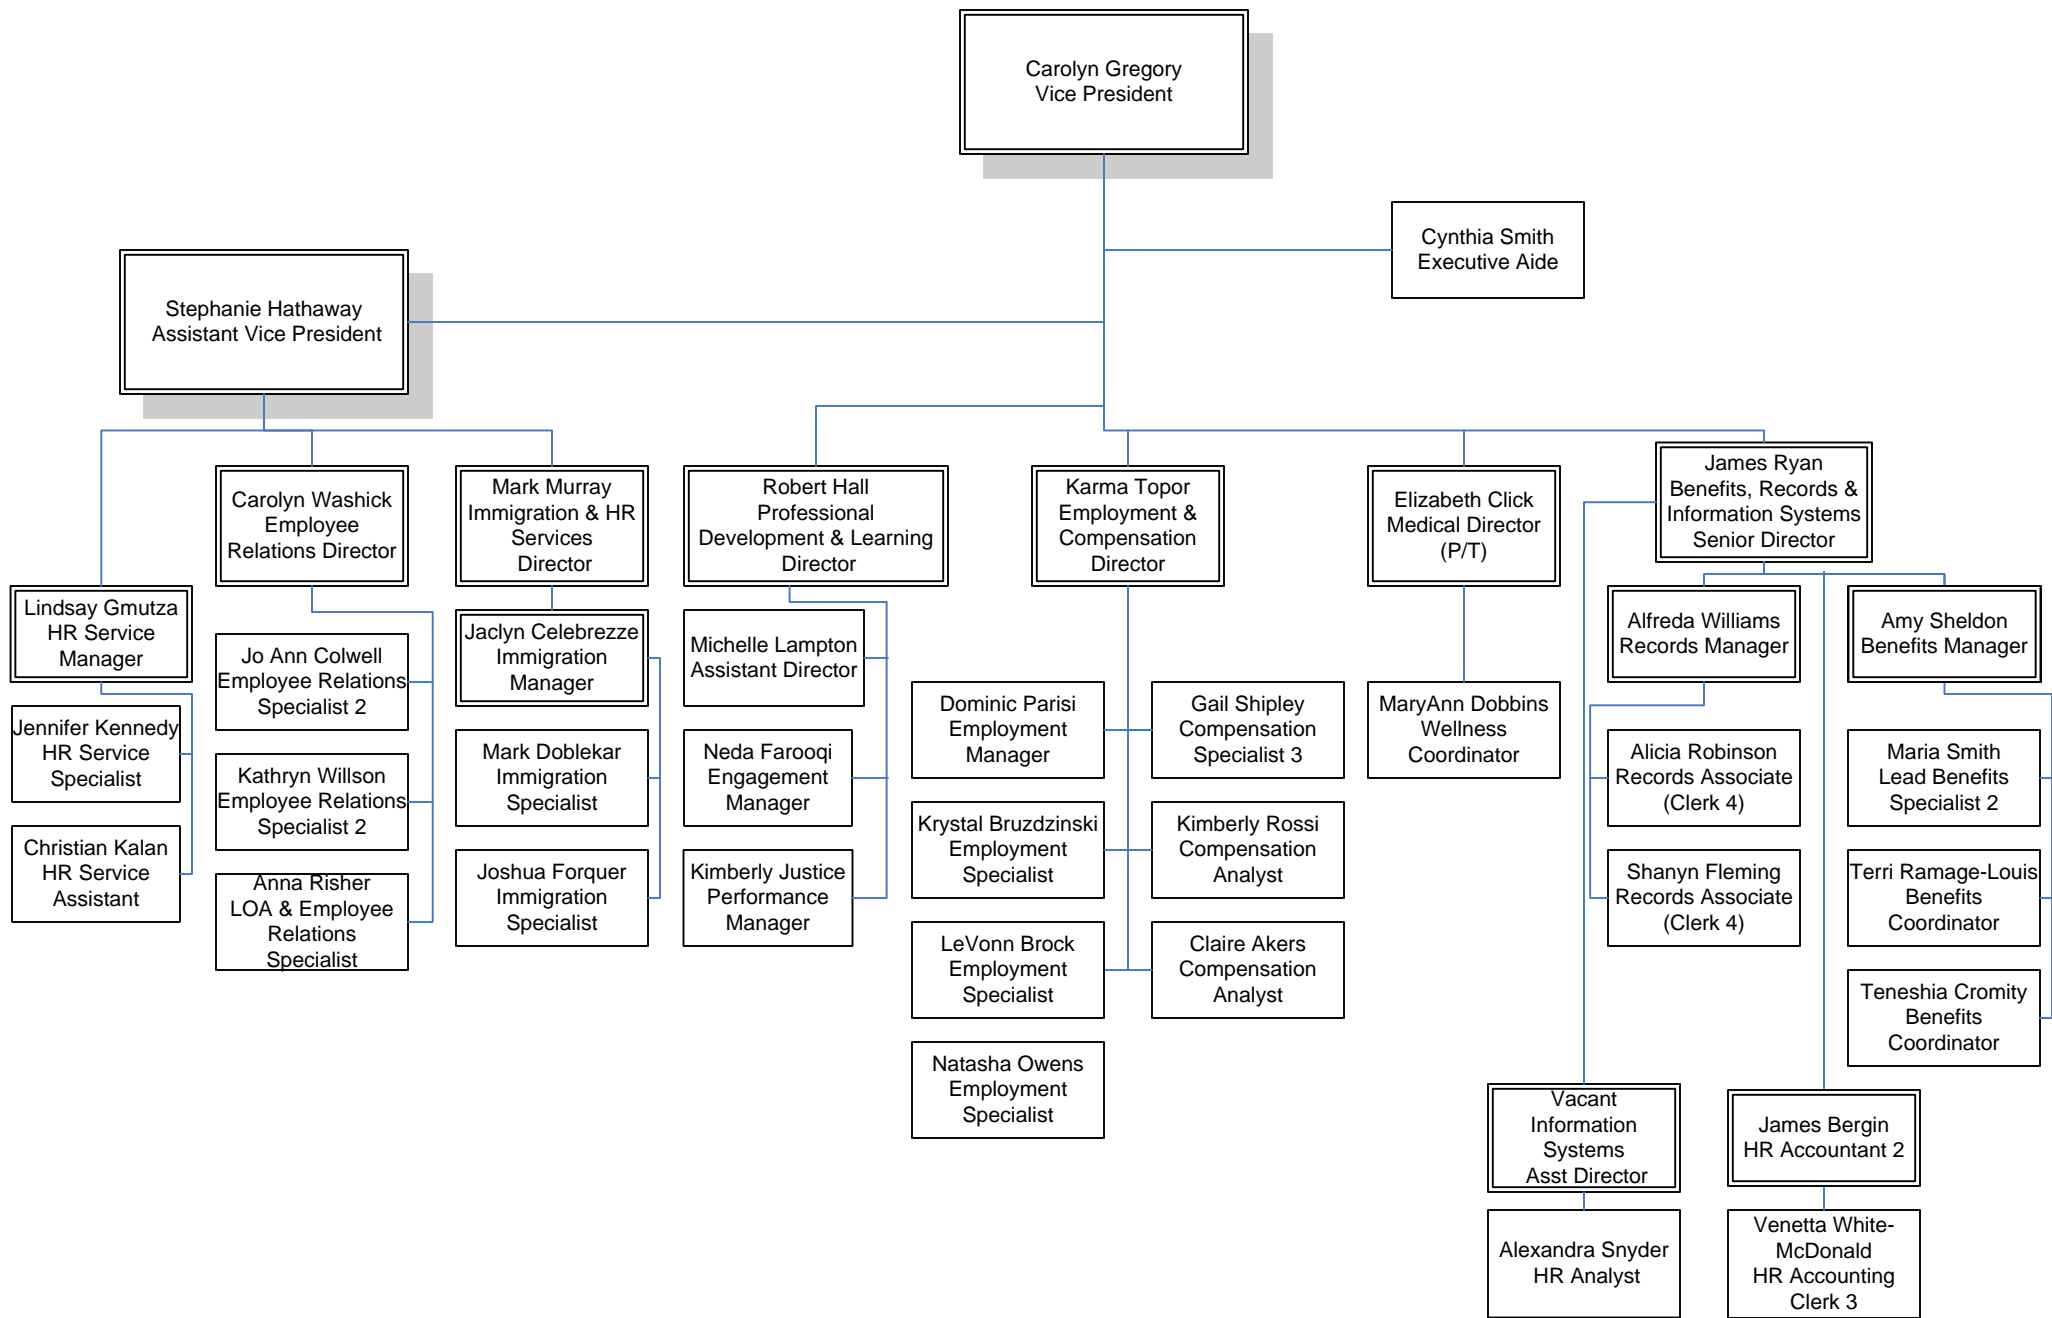 Carolyn Gregory
Vice President
Cynthia Smith
Executive Aide
Stephanie Hathaway
Assistant Vice President
Lindsay Gmutza
HR Service
Manager
Jennifer Kennedy
HR Service
Specialist
Christian Kalan
HR Service
Assistant
Carolyn Washick
Employee
Relations Director
Jo Ann Colwell
Employee Relations
Specialist 2
Kathryn Willson
Employee Relations
Specialist 2
Anna Risher
LOA & Employee
Relations
Specialist
Mark Murray
Immigration & HR
Services
Director
Jaclyn Celebrezze
Immigration
Manager
Mark Doblekar
Immigration
Specialist
Joshua Forquer
Immigration
Specialist
Robert Hall
Professional
Development & Learning
Director
Michelle Lampton
Assistant Director
Neda Farooqi
Engagement
Manager
Kimberly Justice
Performance
Manager
Karma Topor
Employment &
Compensation
Director
Dominic Parisi
Employment
Manager
Krystal Bruzdzinski
Employment
Specialist
LeVonn Brock
Employment
Specialist
Natasha Owens
Employment
Specialist
Gail Shipley
Compensation
Specialist 3
Kimberly Rossi
Compensation
Analyst
Claire Akers
Compensation
Analyst
Elizabeth Click
Medical Director
(P/T)
MaryAnn Dobbins
Wellness
Coordinator
James Ryan
Benefits, Records &
Information Systems
Senior Director
Alfreda Williams
Records Manager
Alicia Robinson
Records Associate
(Clerk 4)
Shanyn Fleming
Records Associate
(Clerk 4)
Amy Sheldon
Benefits Manager
Maria Smith
Lead Benefits
Specialist 2
Terri Ramage-Louis
Benefits
Coordinator
Teneshia Cromity
Benefits
Coordinator
Vacant
Information
Systems
Asst Director
Alexandra Snyder
HR Analyst
James Bergin
HR Accountant 2
Venetta White-
McDonald
HR Accounting
Clerk 3